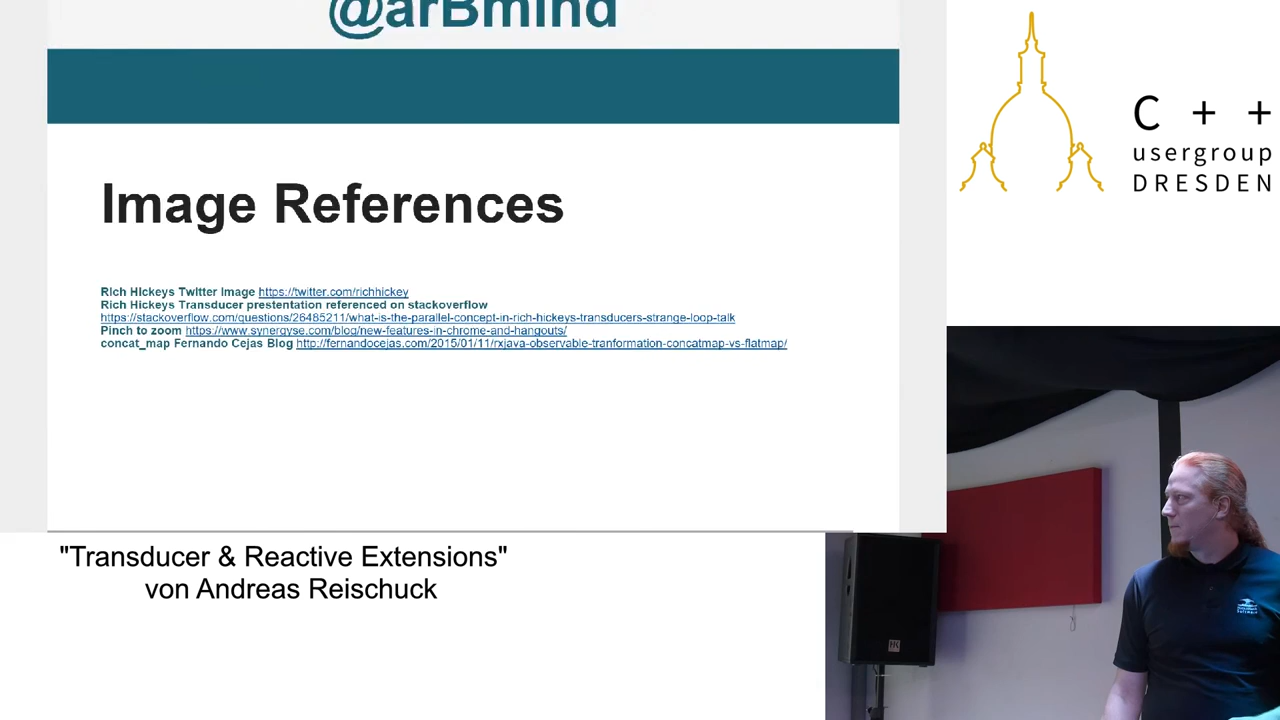 @arBmind
Image References
Rich Hickeys Twitter Image https://twitter.com/richhickey
Rich Hickeys Transducer prestentation referenced on stackoverflow
https://stackoverflow.com/questions/26485211/what-is-the-parallel-concept-in-rich-hickeys-transducers-strange-loop-talk
Pinch to zoom https://www.synergyse.com/blog/new-features-in-chrome-and-hangouts/
concat_map Fernando Cejas Blog http://fernandocejas.com/2015/01/11/rxjava-observable-tranformation-concatmap-vs-flatmap/
"Transducer & Reactive Extensions"
von Andreas Reischuck
C + +
usergroup
DRESDEN